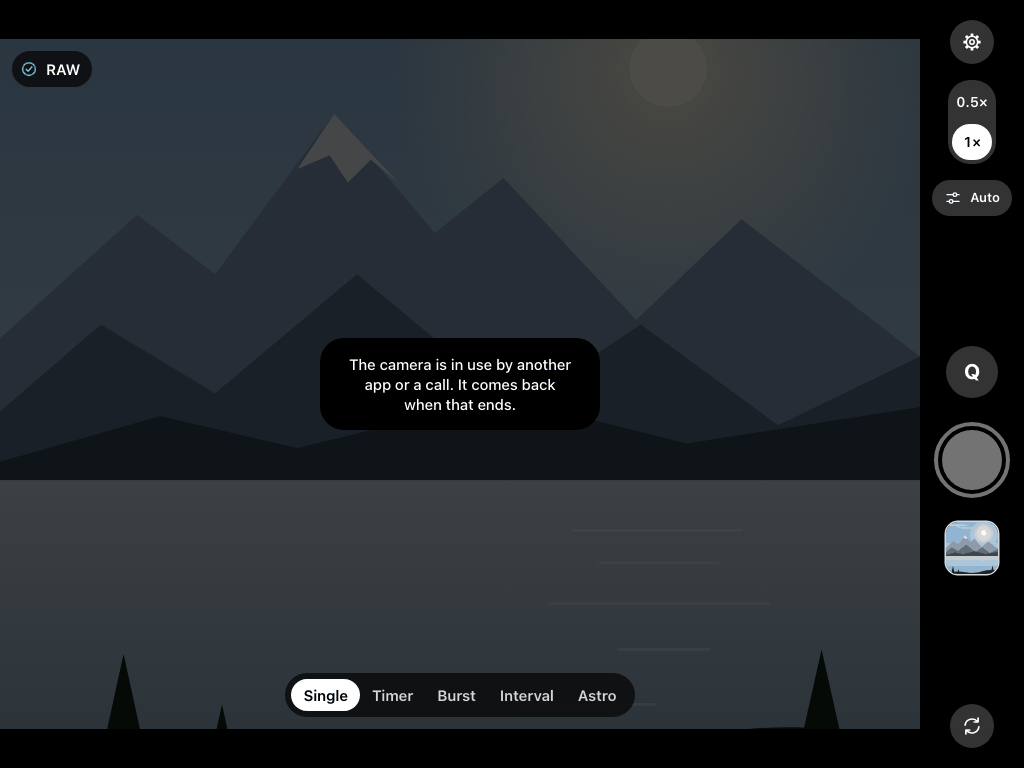 RAW
0.5×
1×
Auto
The camera is in use by another
app or a call. It comes back
when that ends.
Q
Single Timer Burst Interval Astro